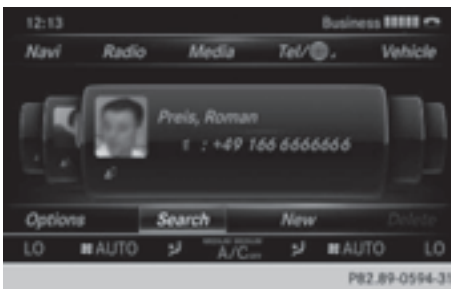 12:13 Business
Navi Radio Media Tel/ Vehicle
Preis, Roman
: +49 166 6666666
Options Search New Delete
LO AUTO A/C LO
AUTO
P82.89-0594-31